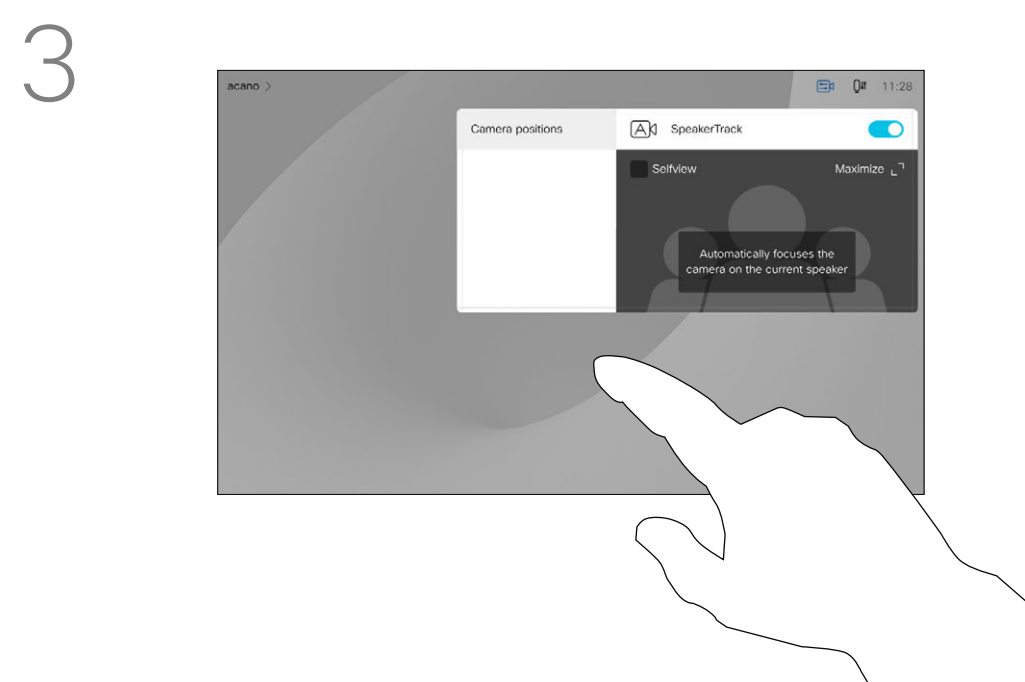 3
acano >
11:28
Camera positions
A
SpeakerTrack
Selfview
Maximize
Automatically focuses the
camera on the current speaker